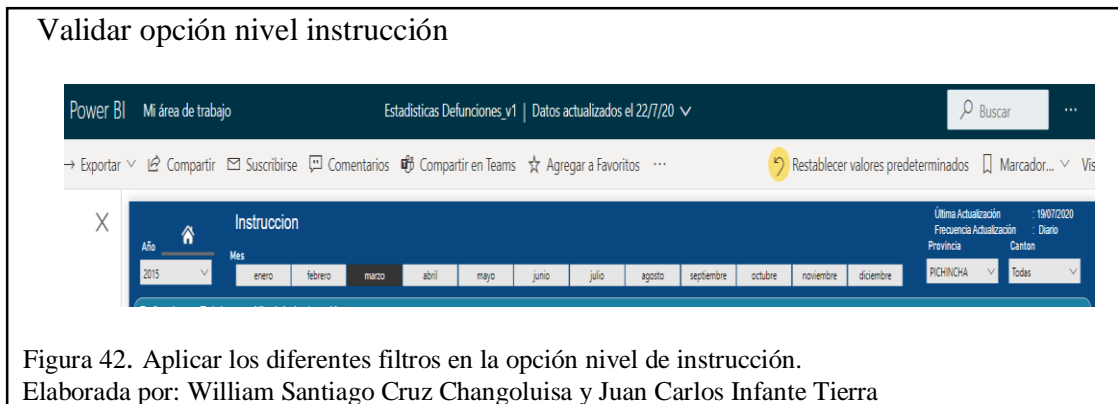 Validar opción nivel instrucción
Power BI Mi área de trabajo Estadisticas Defunciones_v1 | Datos actualizados el 22/7/20 Buscar ...
Exportar Compartir Suscribirse Comentarios Compartir en Teams Agregar a Favoritos ... Restablecer valores predeterminados Marcador... Vis
Instruccion
Última Actualización : 19/07/2020
Frecuencia Actualización : Diario
Año Mes Provincia Canton
2015 enero febrero marzo abril mayo junio julio agosto septiembre octubre noviembre diciembre PICHINCHA Todas
Figura 42. Aplicar los diferentes filtros en la opción nivel de instrucción.
Elaborada por: William Santiago Cruz Changoluisa y Juan Carlos Infante Tierra